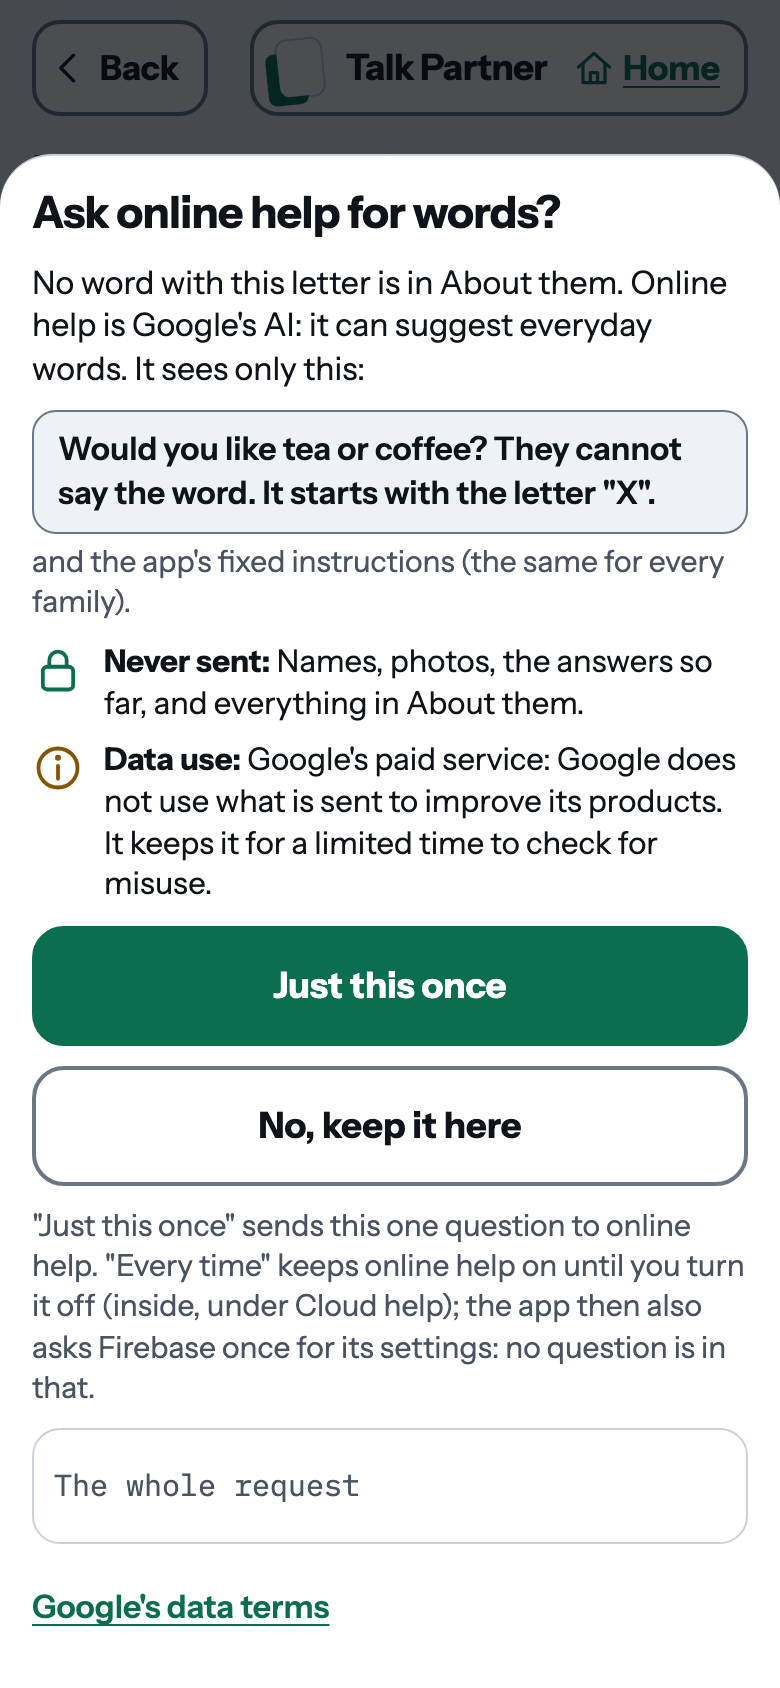 Back
Talk Partner
Home
Ask online help for words?
No word with this letter is in About them. Online
help is Google's AI: it can suggest everyday
words. It sees only this:
Would you like tea or coffee? They cannot
say the word. It starts with the letter "X".
and the app's fixed instructions (the same for every
family).
Never sent: Names, photos, the answers so
far, and everything in About them.
Data use: Google's paid service: Google does
not use what is sent to improve its products.
It keeps it for a limited time to check for
misuse.
Just this once
No, keep it here
"Just this once" sends this one question to online
help. "Every time" keeps online help on until you turn
it off (inside, under Cloud help); the app then also
asks Firebase once for its settings: no question is in
that.
The whole request
Google's data terms